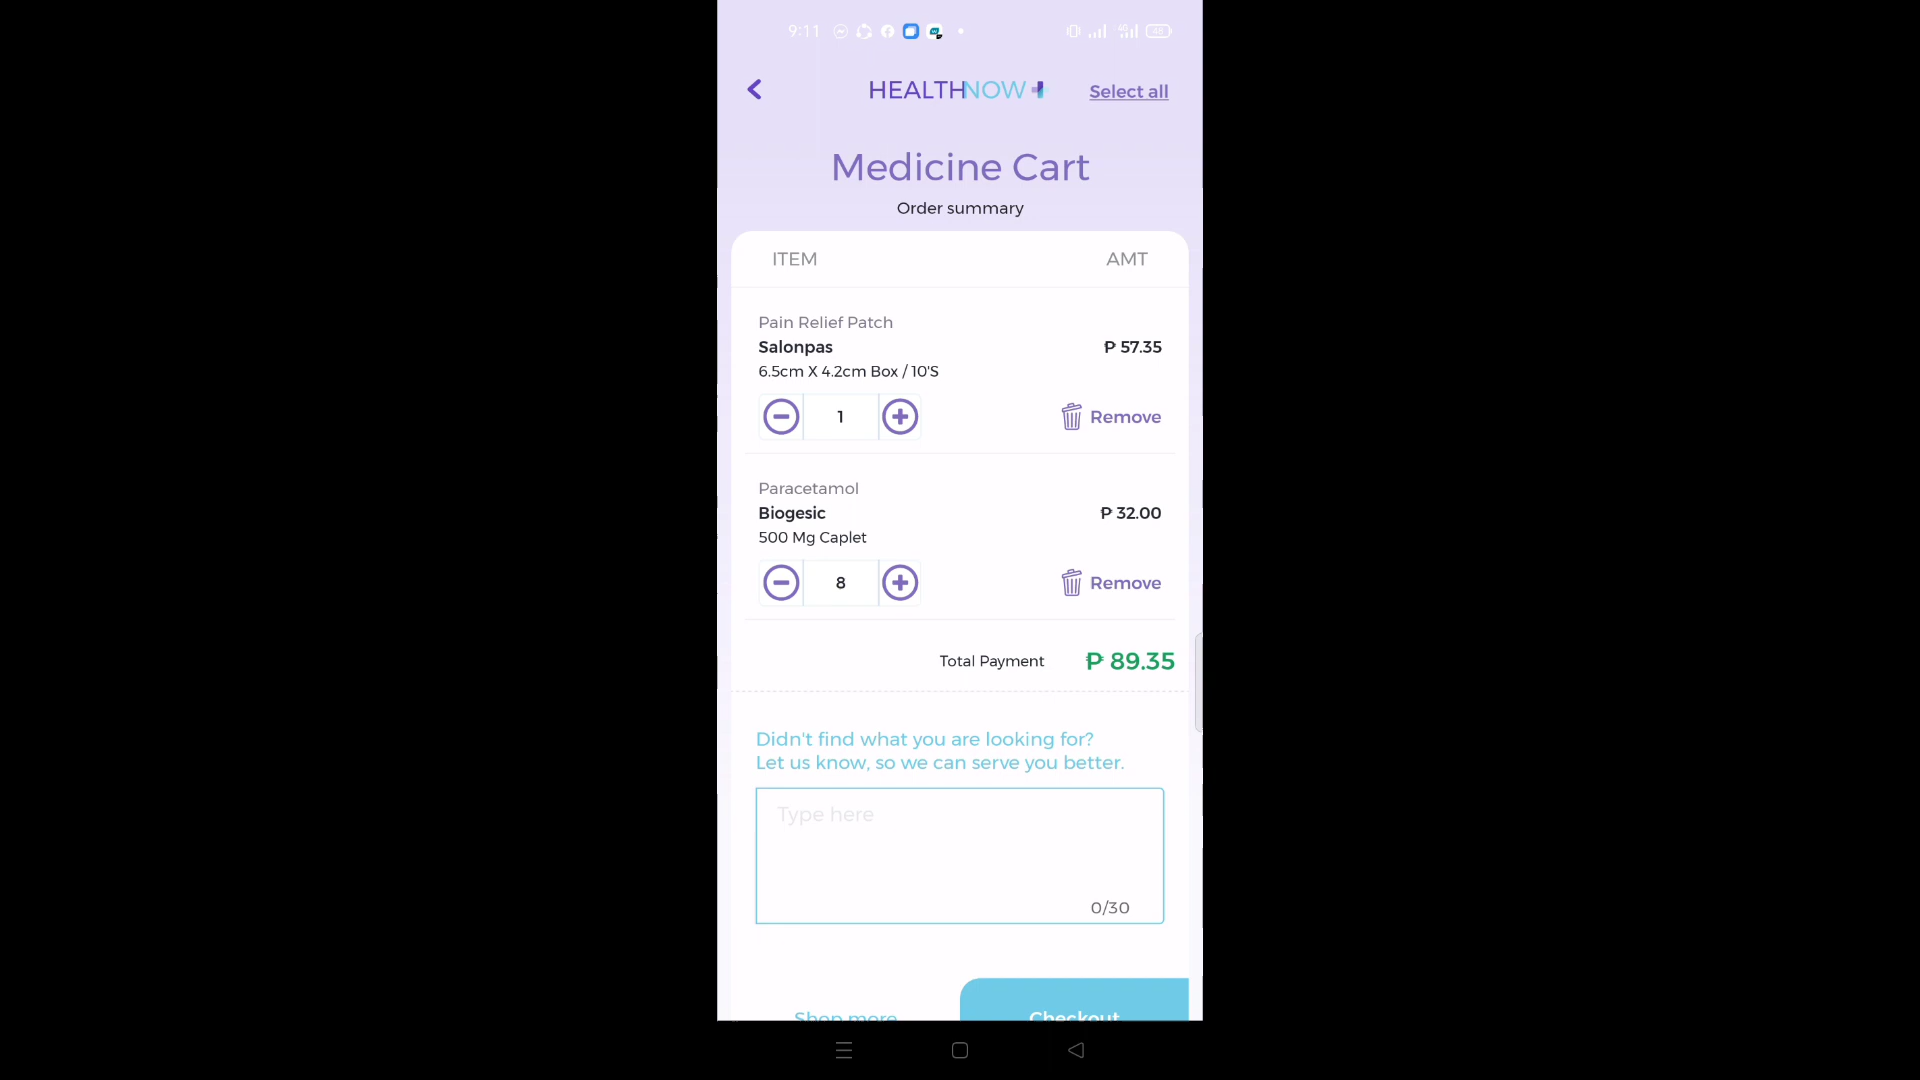 9:11
4G
48
HEALTHNOW
Select all
Medicine Cart
Order summary
ITEM AMT
Pain Relief Patch
Salonpas ₱ 57.35
6.5cm X 4.2cm Box / 10'S
1 Remove
Paracetamol
Biogesic ₱ 32.00
500 Mg Caplet
8 Remove
Total Payment ₱ 89.35
Didn't find what you are looking for?
Let us know, so we can serve you better.
Type here
0/30
Shop more Checkout